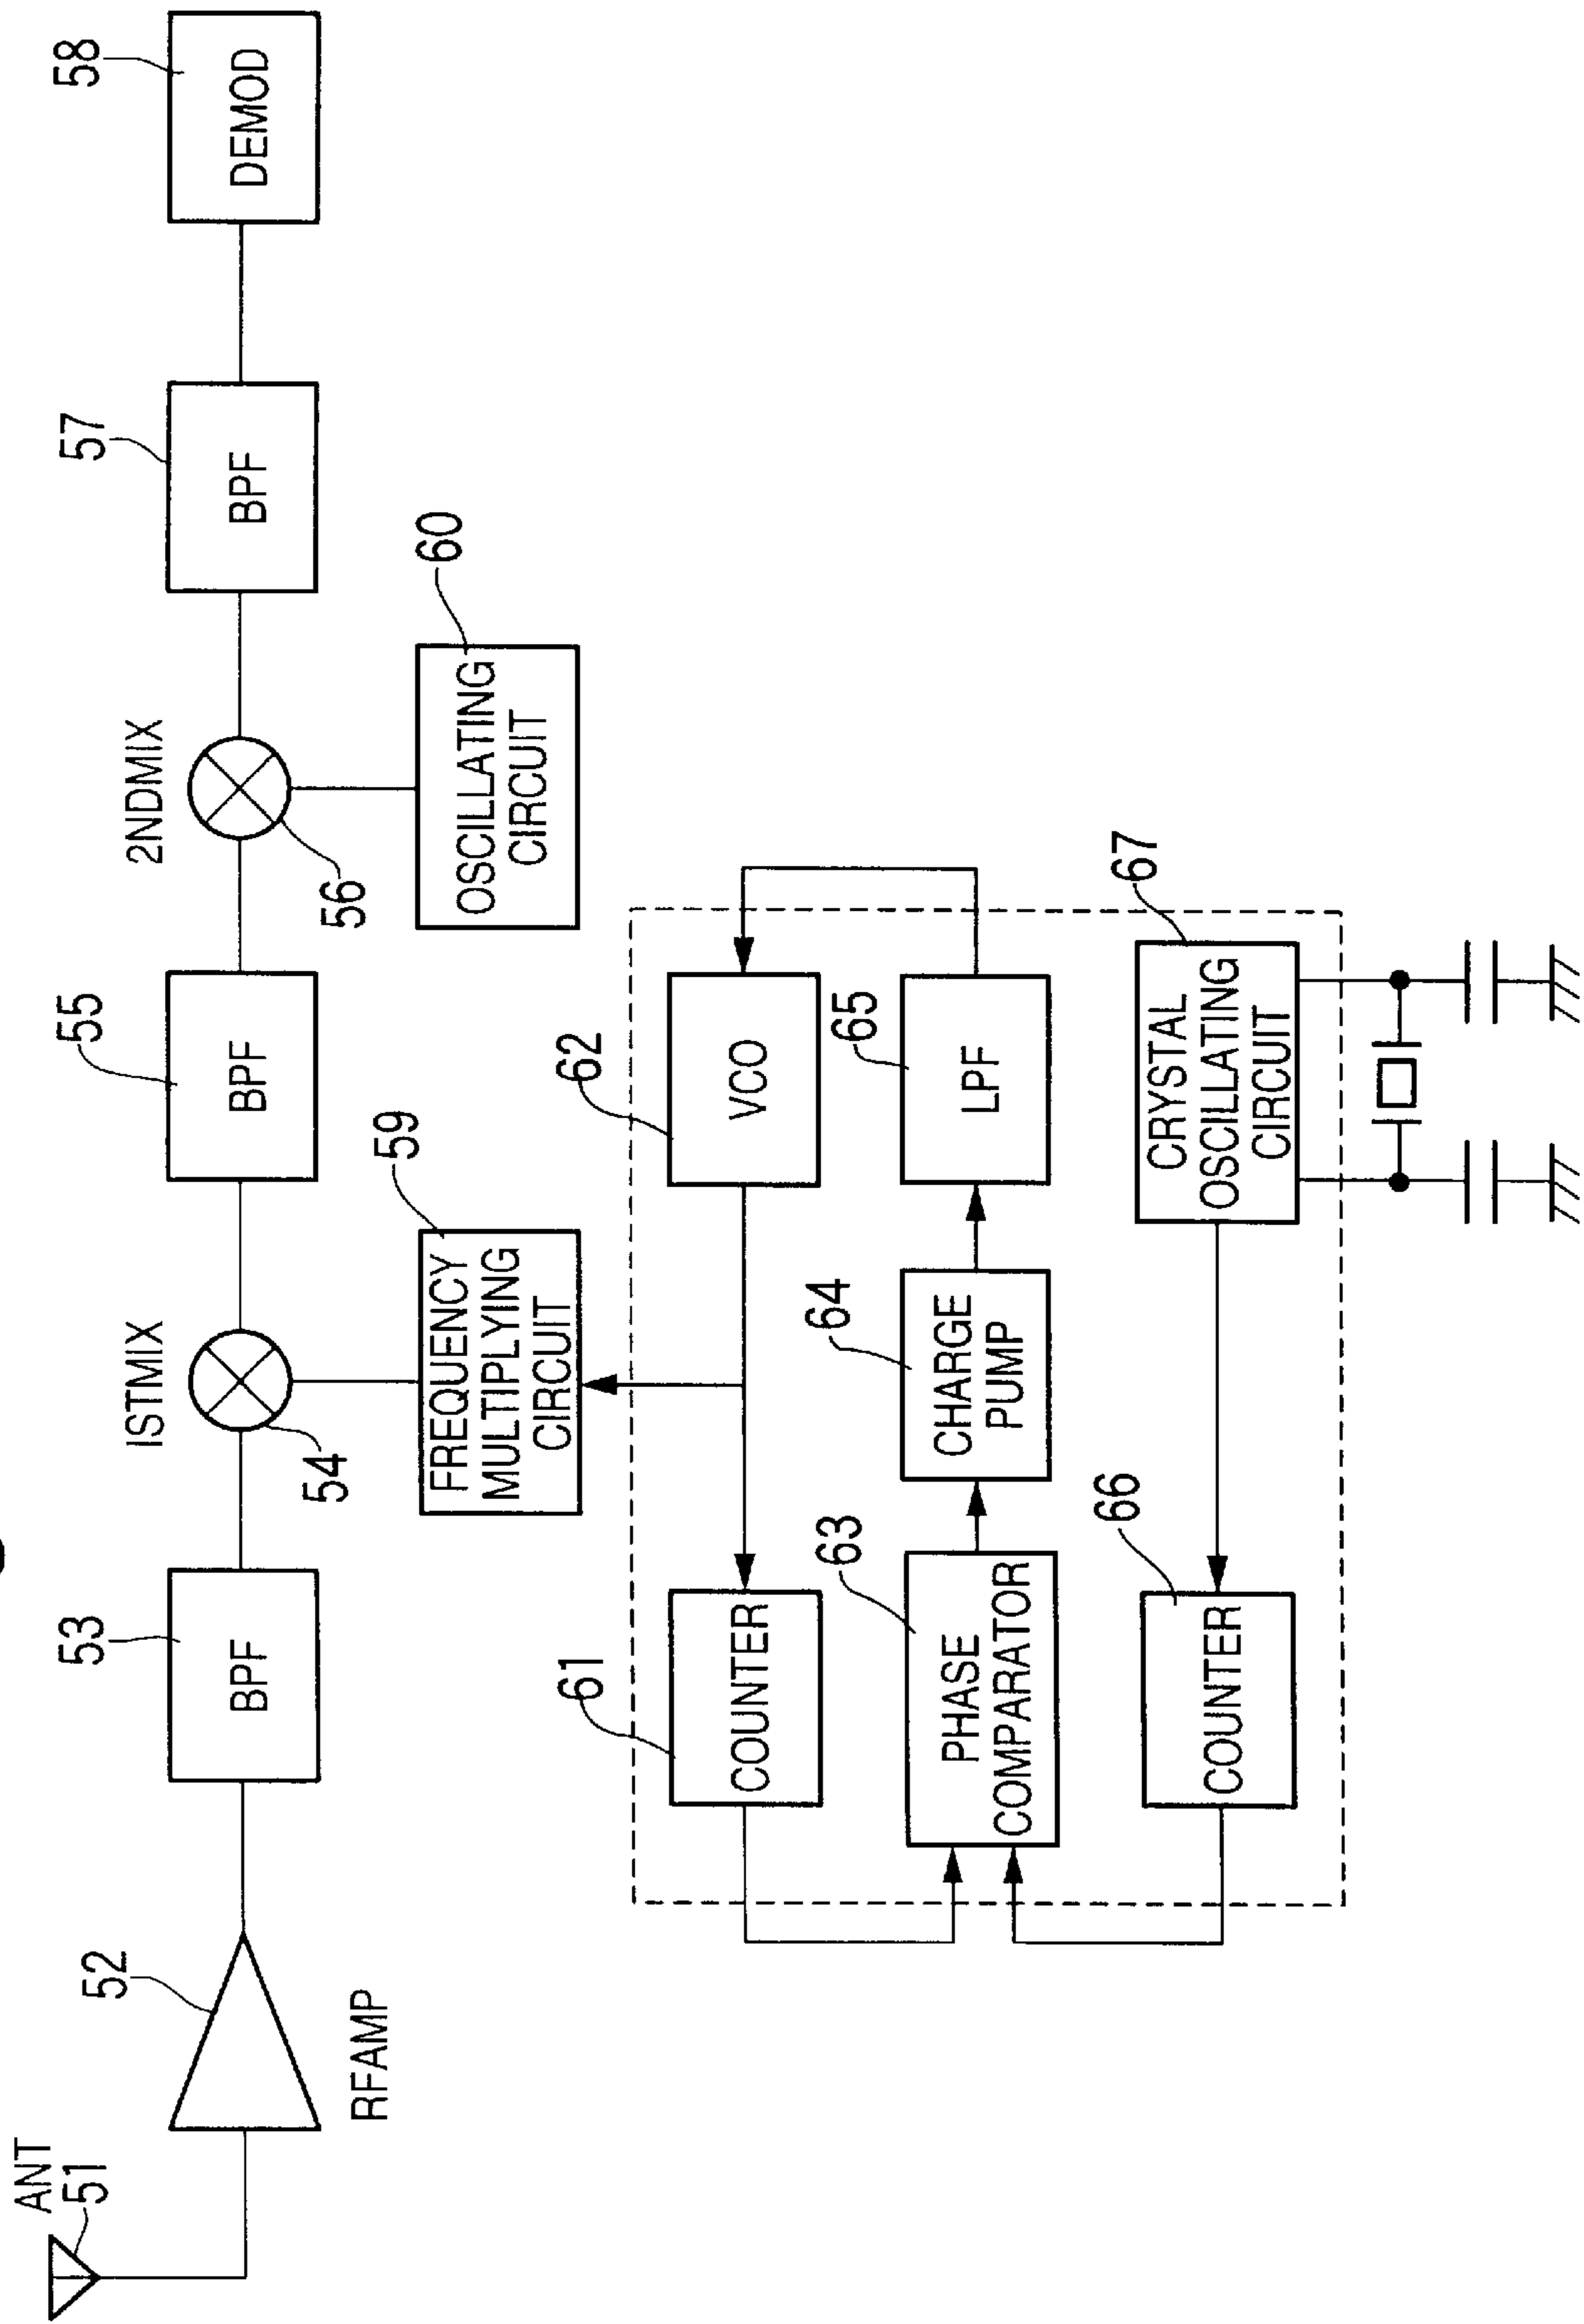 ANT
51
52
RFAMP
53
BPF
1STMIX
54
55
BPF
2NDMIX
56
57
BPF
58
DEMOD
59
FREQUENCY
MULTIPLYING
CIRCUIT
60
OSCILLATING
CIRCUIT
61
COUNTER
62
VCO
63
PHASE
COMPARATOR
64
CHARGE
PUMP
65
LPF
66
COUNTER
67
CRYSTAL
OSCILLATING
CIRCUIT